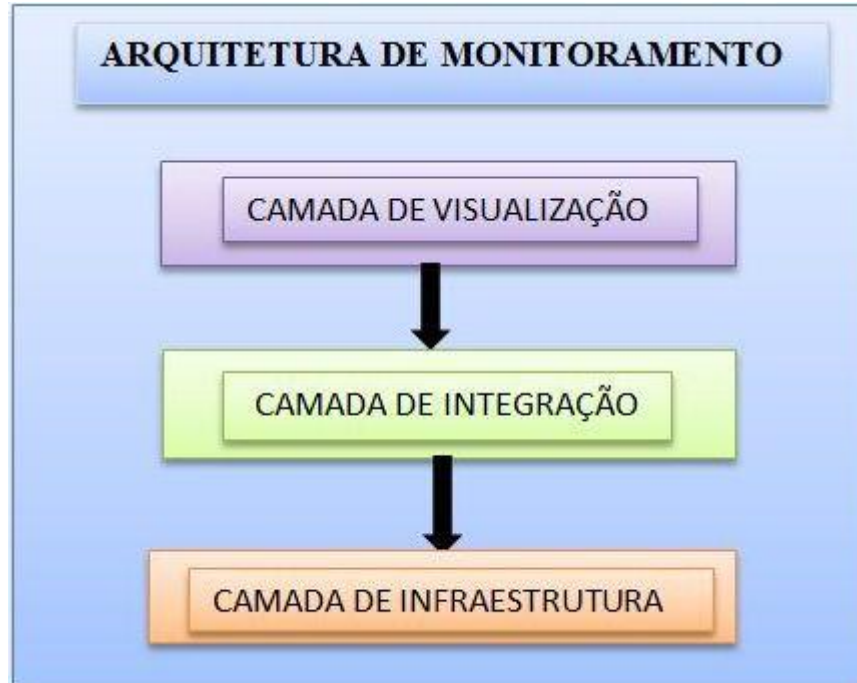 ARQUITETURA DE MONITORAMENTO
CAMADA DE VISUALIZAÇÃO
CAMADA DE INTEGRAÇÃO
CAMADA DE INFRAESTRUTURA